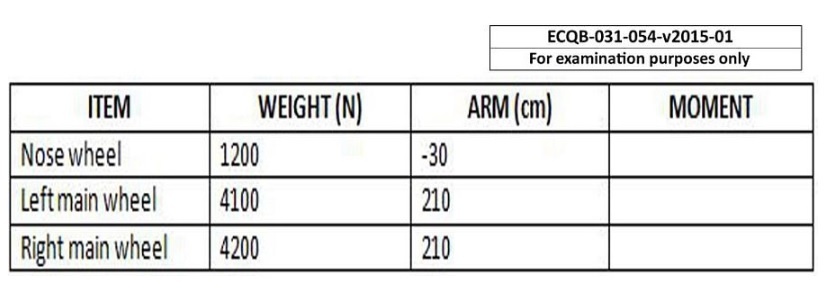 ECQB-031-054-v2015-01
For examination purposes only
ITEM WEIGHT (N) ARM (cm) MOMENT
Nose wheel 1200 -30
Left main wheel 4100 210
Right main wheel 4200 210